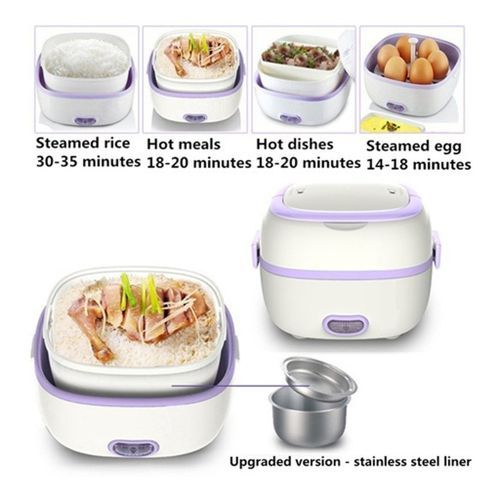 Steamed rice
30-35 minutes
Hot meals
18-20 minutes
Hot dishes
18-20 minutes
Steamed egg
14-18 minutes
Upgraded version - stainless steel liner